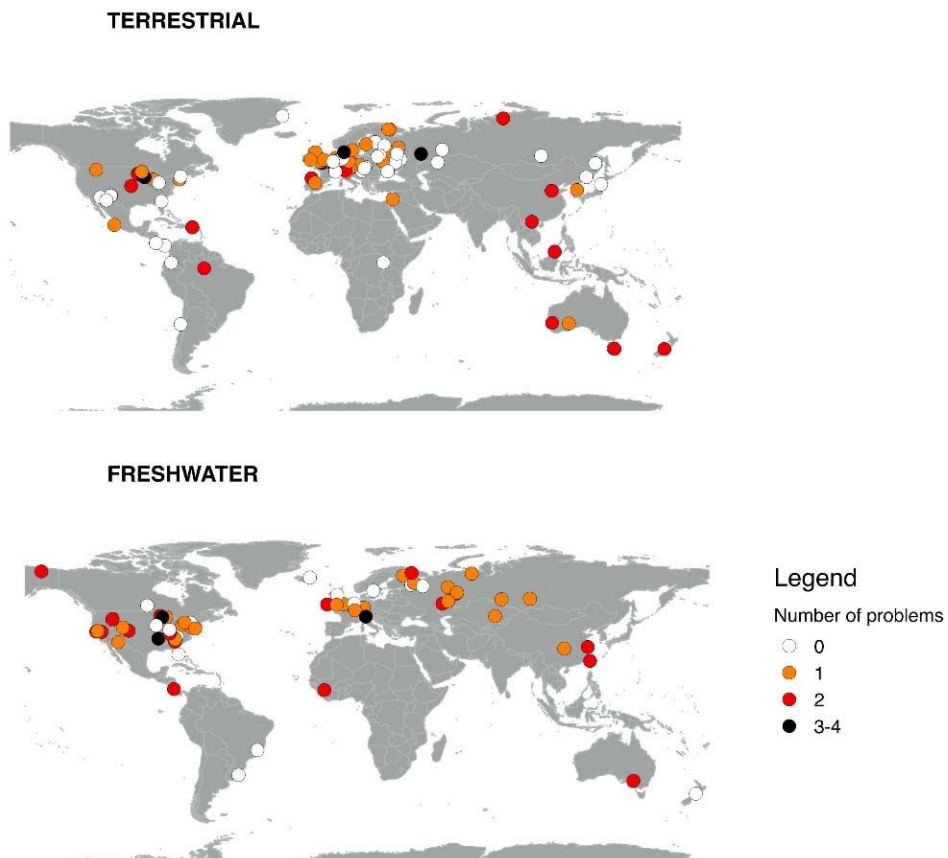 TERRESTRIAL
FRESHWATER
Legend
Number of problems
0
1
2
3-4